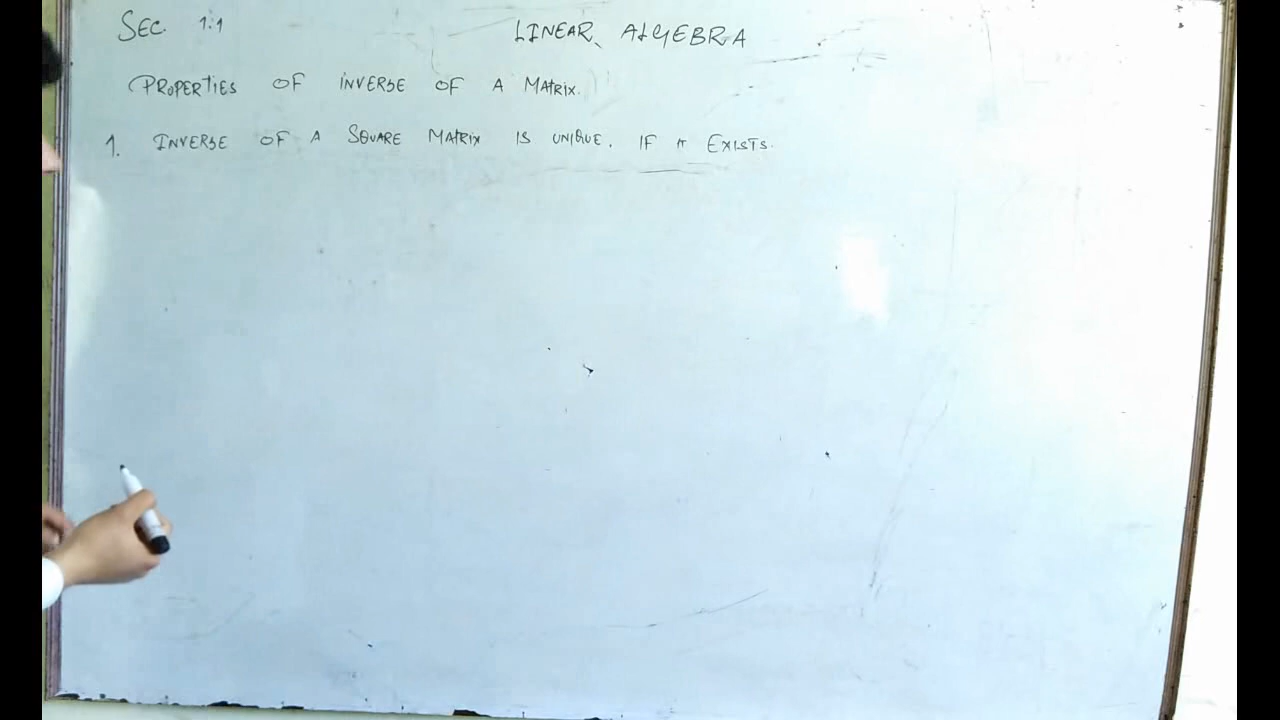 SEC 1.1 LINEAR ALGEBRA
PROPERTIES OF INVERSE OF A MATRIX.
1. INVERSE OF A SQUARE MATRIX IS UNIQUE. IF IT EXISTS.